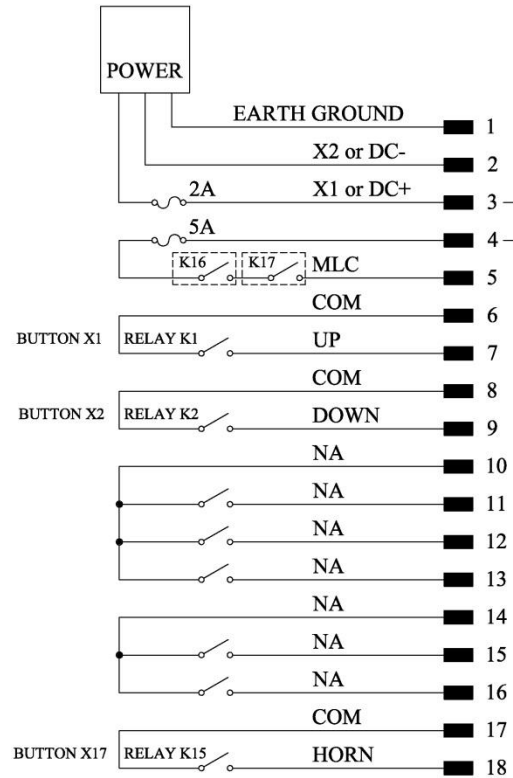 POWER
EARTH GROUND 1
X2 or DC- 2
2A X1 or DC+ 3
5A 4
K16 K17 MLC 5
COM 6
BUTTON X1 RELAY K1 UP 7
COM 8
BUTTON X2 RELAY K2 DOWN 9
NA 10
NA 11
NA 12
NA 13
NA 14
NA 15
NA 16
COM 17
BUTTON X17 RELAY K15 HORN 18